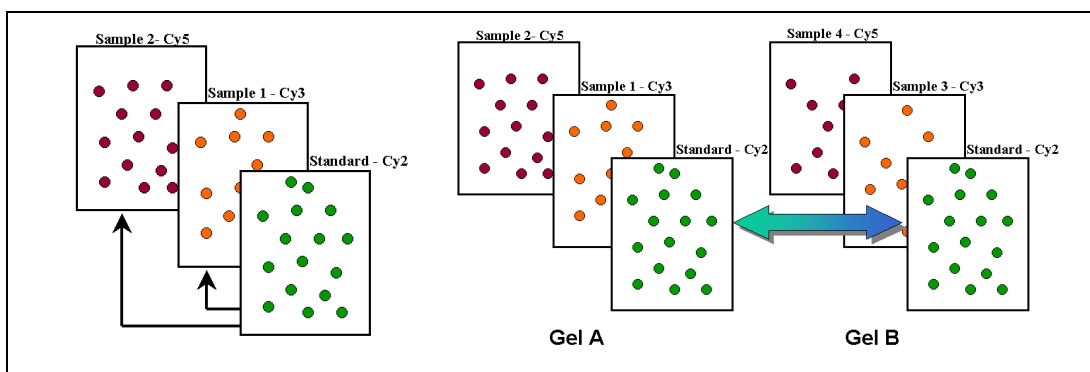 Sample 2- Cy5
Sample 1 - Cy3
Standard - Cy2
Sample 2- Cy5
Sample 1 - Cy3
Standard - Cy2
Gel A
Sample 4 - Cy5
Sample 3 - Cy3
Standard - Cy2
Gel B